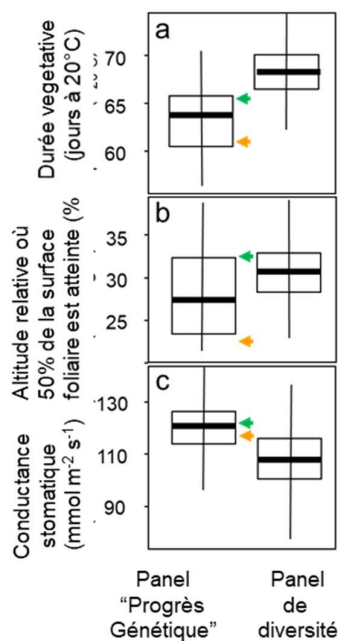 a
Durée vegetative
(jours à 20°C)
70
65
60
b
Altitude relative où
50% de la surface
foliaire est atteinte (%
35
30
25
c
Conductance
stomatique
(mmol m-2 s-1)
130
110
90
Panel
“Progrès
Génétique”
Panel
de
diversité